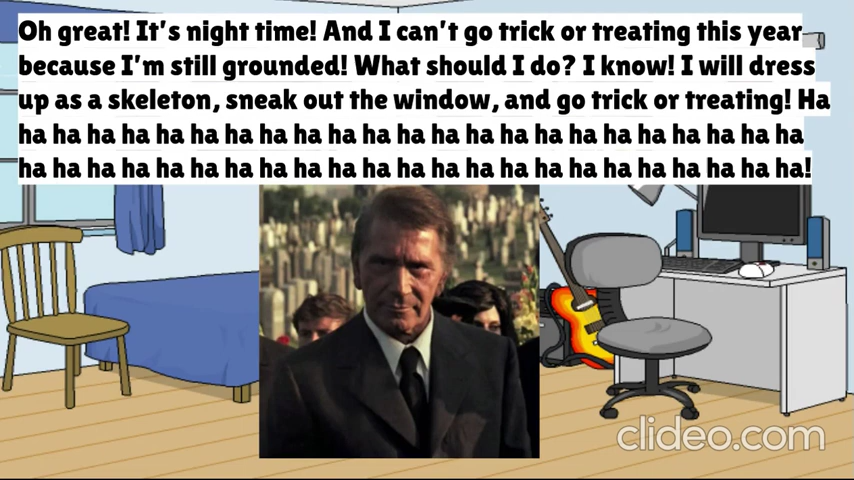 Oh great! It's night time! And I can't go trick or treating this year
because I'm still grounded! What should I do? I know! I will dress
up as a skeleton, sneak out the window, and go trick or treating! Ha
ha ha ha ha ha ha ha ha ha ha ha ha ha ha ha ha ha ha ha ha ha ha ha
ha ha ha ha ha ha ha ha ha ha ha ha ha ha ha ha ha ha ha ha ha ha ha!
clideo.com